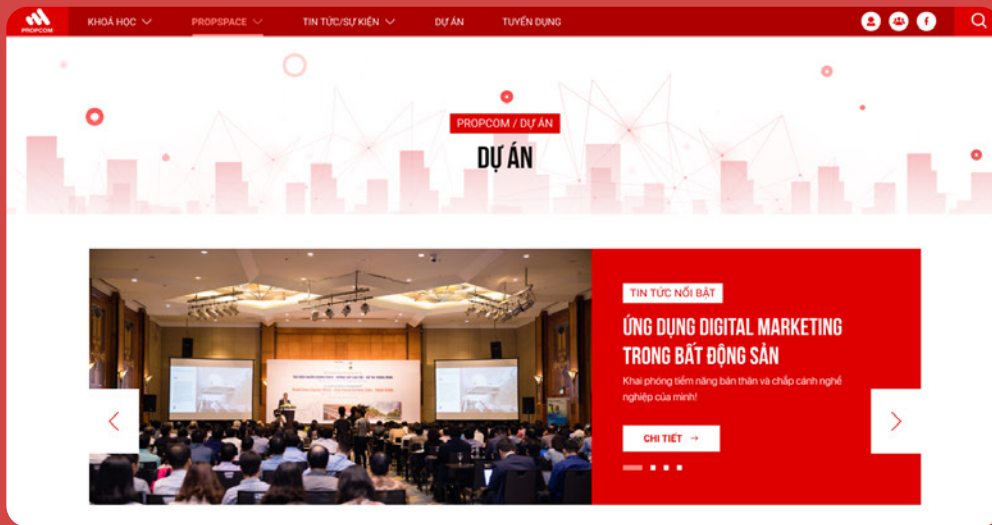 PROPCOM
KHOÁ HỌC
PROPSPACE
TIN TỨC/SỰ KIỆN
DỰ ÁN
TUYỂN DỤNG
PROPCOM / DỰ ÁN
DỰ ÁN
TIN TỨC NỔI BẬT
ỨNG DỤNG DIGITAL MARKETING
TRONG BẤT ĐỘNG SẢN
Khai phóng tiềm năng bản thân và chắp cánh nghề
nghiệp của mình!
CHI TIẾT →